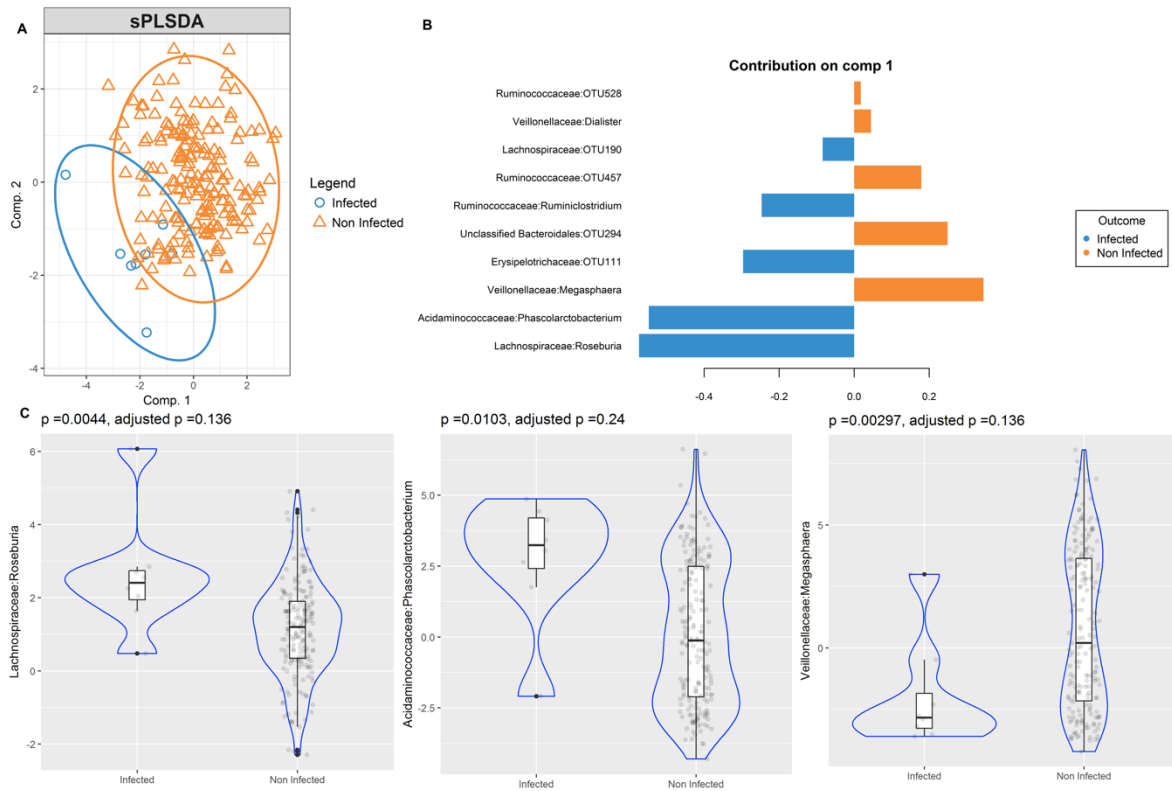 A
sPLSDA
2
0
-2
-4
Comp. 2
-4
-2
0
2
Comp. 1
Legend
Infected
Non Infected
B
Contribution on comp 1
Ruminococcaceae:OTU528
Veillonellaceae:Dialister
Lachnospiraceae:OTU190
Ruminococcaceae:OTU457
Ruminococcaceae:Ruminiclostridium
Unclassified Bacteroidales:OTU294
Erysipelotrichaceae:OTU111
Veillonellaceae:Megasphaera
Acidaminococcaceae:Phascolarctobacterium
Lachnospiraceae:Roseburia
-0.4
-0.2
0.0
0.2
Outcome
Infected
Non Infected
C
p =0.0044, adjusted p =0.136
Lachnospiraceae:Roseburia
6
4
2
0
-2
Infected
Non Infected
p =0.0103, adjusted p =0.24
Acidaminococcaceae:Phascolarctobacterium
5.0
2.5
0.0
-2.5
Infected
Non Infected
p =0.00297, adjusted p =0.136
Veillonellaceae:Megasphaera
5
0
Infected
Non Infected